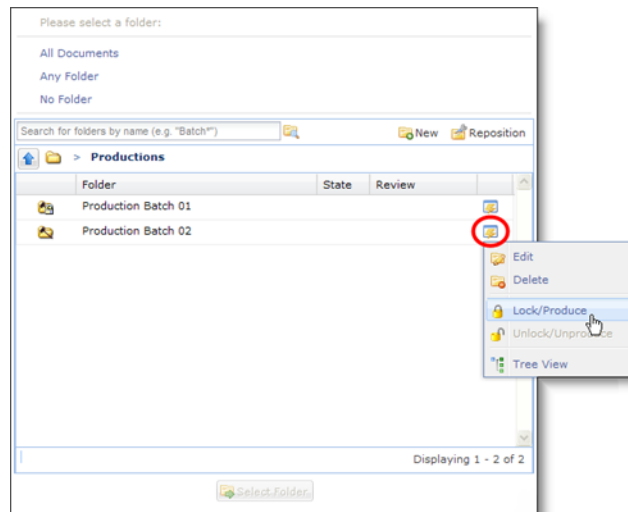 Please select a folder:
All Documents
Any Folder
No Folder
Search for folders by name (e.g. "Batch*")
New
Reposition
> Productions
Folder State Review
Production Batch 01
Production Batch 02
Edit
Delete
Lock/Produce
Unlock/Unproduce
Tree View
Displaying 1 - 2 of 2
Select Folder